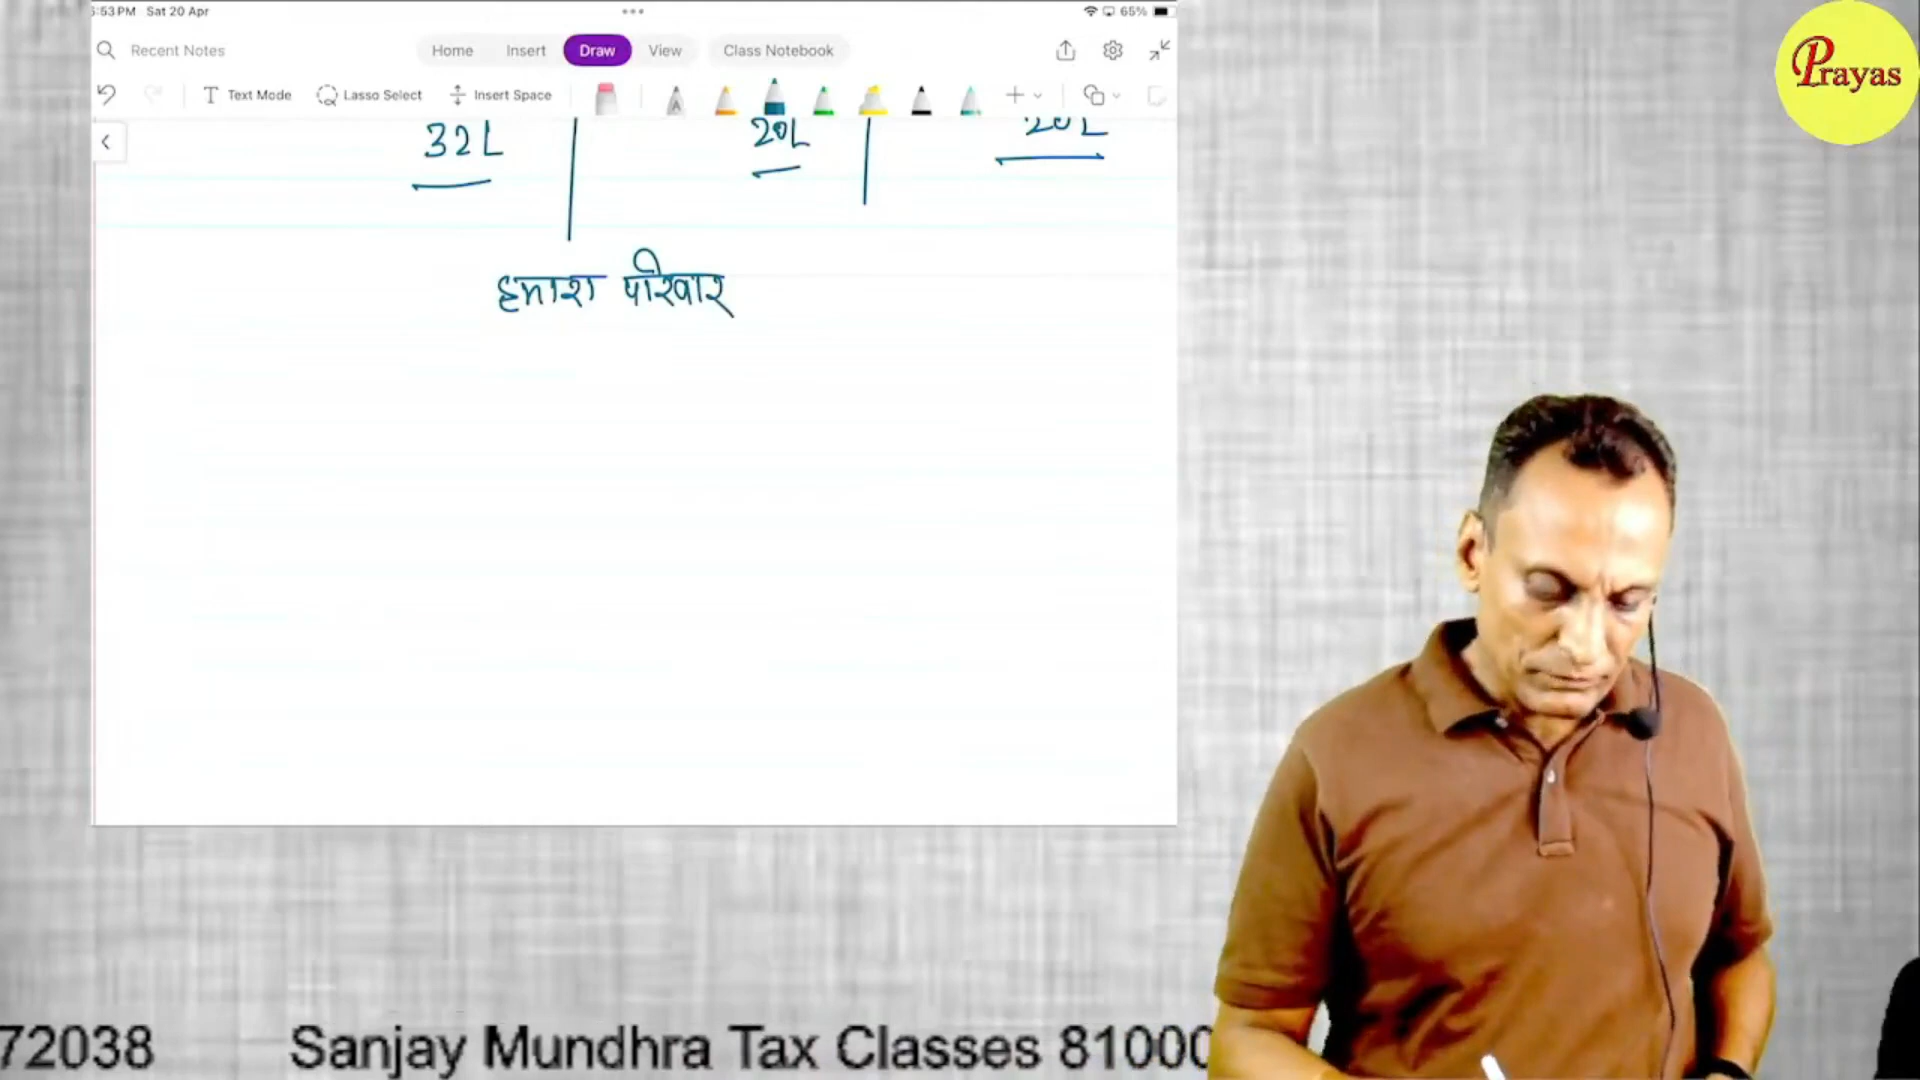 :53 PM Sat 20 Apr
65%
Recent Notes
Home Insert Draw View Class Notebook
Text Mode Lasso Select Insert Space
32L 20L 20L
हमारा परिवार
Prayas
72038 Sanjay Mundhra Tax Classes 81000